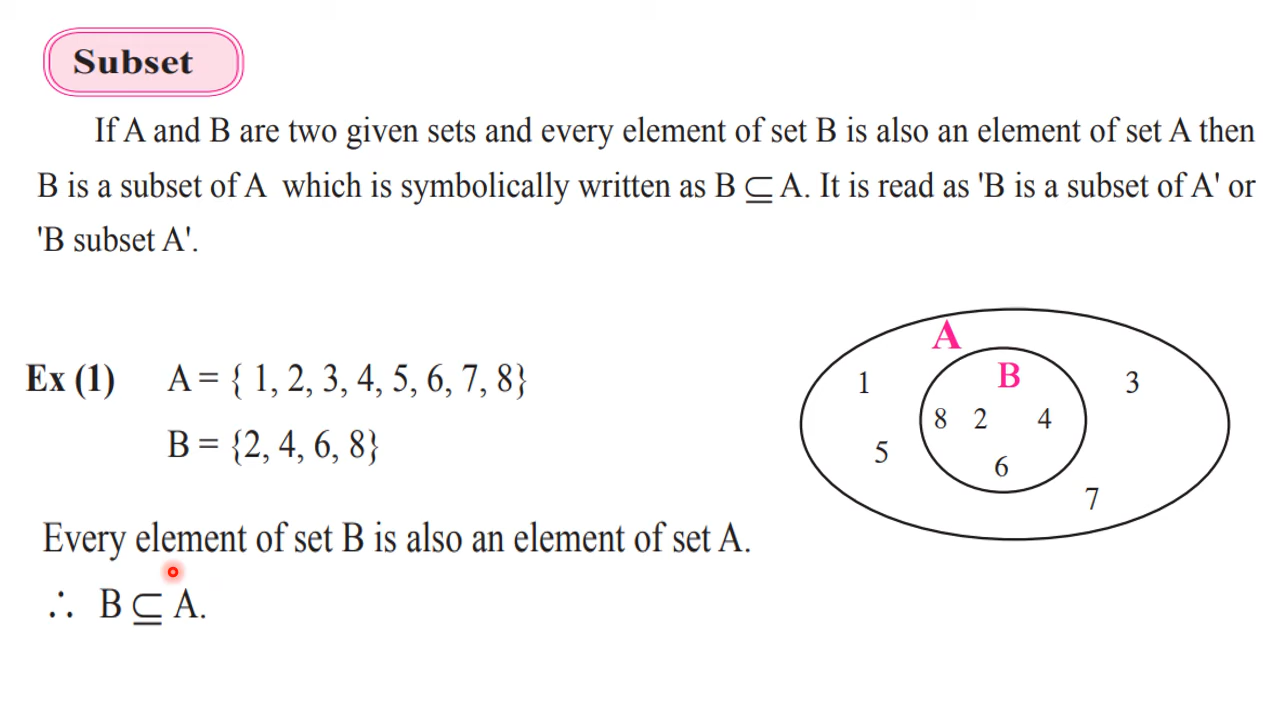 Subset
If A and B are two given sets and every element of set B is also an element of set A then
B is a subset of A which is symbolically written as B ⊆ A. It is read as 'B is a subset of A' or
'B subset A'.
Ex (1) A = { 1, 2, 3, 4, 5, 6, 7, 8}
B = {2, 4, 6, 8}
Every element of set B is also an element of set A.
∴ B ⊆ A.
A
B
1
3
8 2 4
5
6
7